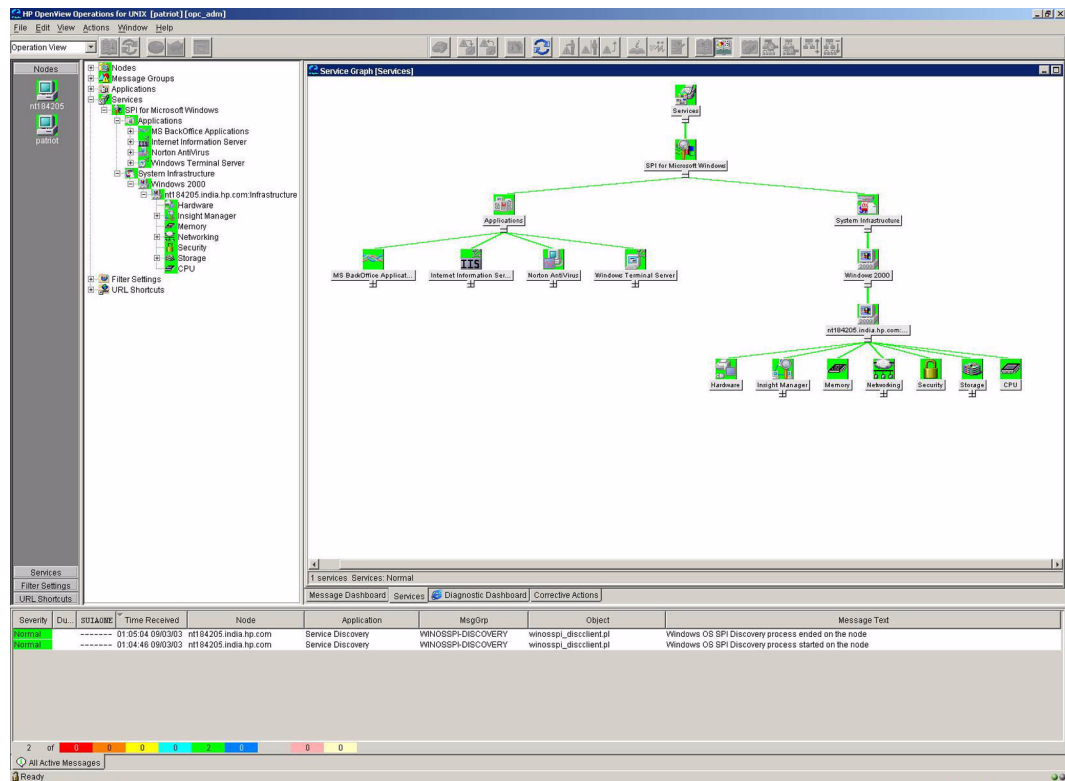 HP OpenView Operations for UNIX [patriot] [opc_adm]
File Edit View Actions Window Help
Operation View
Nodes
nt184205
patriot
Services
Filter Settings
URL Shortcuts
Nodes
Message Groups
Applications
Services
SPI for Microsoft Windows
Applications
MS BackOffice Applications
Internet Information Server
Norton AntiVirus
Windows Terminal Server
System Infrastructure
Windows 2000
nt184205.india.hp.com:Infrastructure
Hardware
Insight Manager
Memory
Networking
Security
Storage
CPU
Filter Settings
URL Shortcuts
Service Graph [Services]
Services
SPI for Microsoft Windows
Applications
System Infrastructure
MS BackOffice Applicat...
IIS
Internet Information Ser...
Norton AntiVirus
Windows Terminal Server
Windows 2000
nt184205.india.hp.com:...
Hardware
Insight Manager
Memory
Networking
Security
Storage
CPU
1 services Services: Normal
Message Dashboard Services Diagnostic Dashboard Corrective Actions
Severity Du... SUIAONE Time Received Node Application MsgGrp Object Message Text
Normal ------- 01:05:04 09/03/03 nt184205.india.hp.com Service Discovery WINOSSPI-DISCOVERY winosspi_discclient.pl Windows OS SPI Discovery process ended on the node
Normal ------- 01:04:46 09/03/03 nt184205.india.hp.com Service Discovery WINOSSPI-DISCOVERY winosspi_discclient.pl Windows OS SPI Discovery process started on the node
2 of 0 0 0 0 2 0 0 0
All Active Messages
Ready